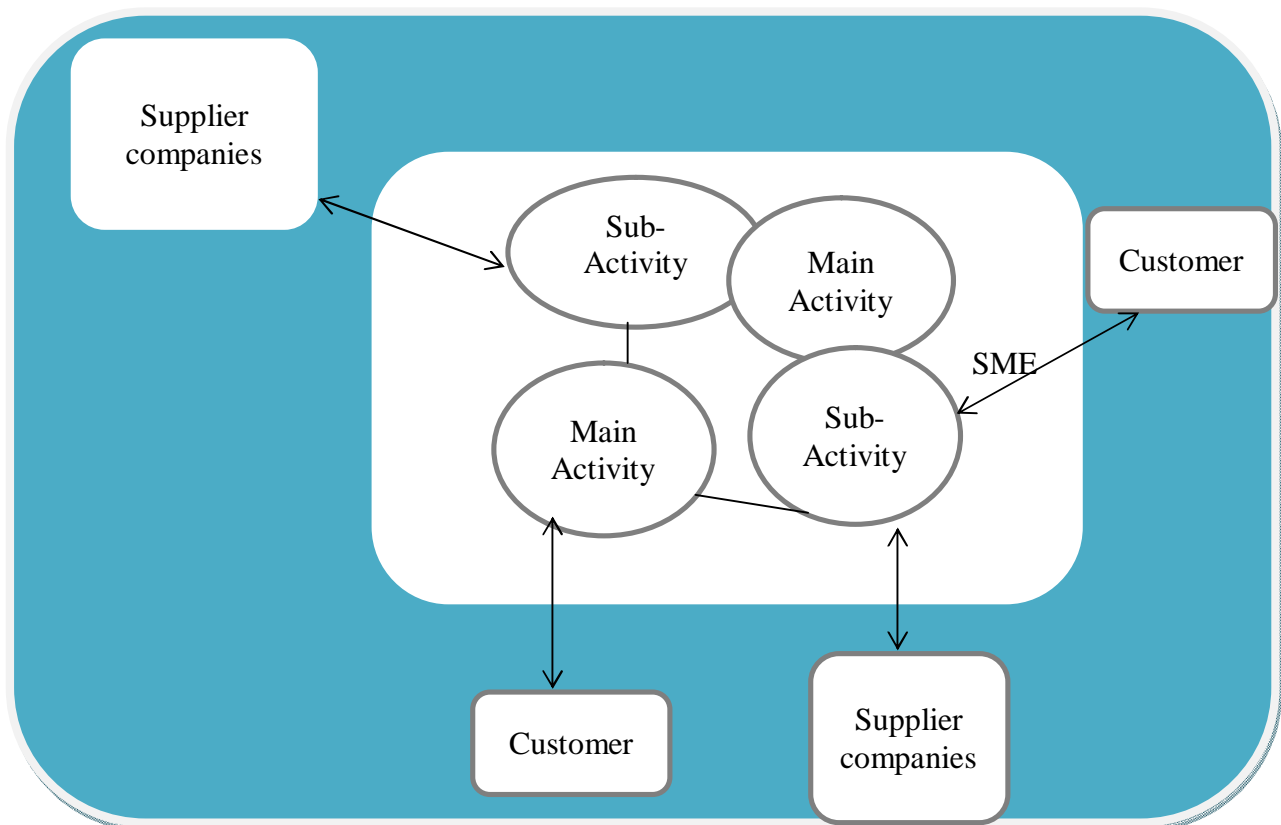 Supplier
companies
Sub-
Activity
Main
Activity
Customer
SME
Main
Activity
Sub-
Activity
Customer
Supplier
companies